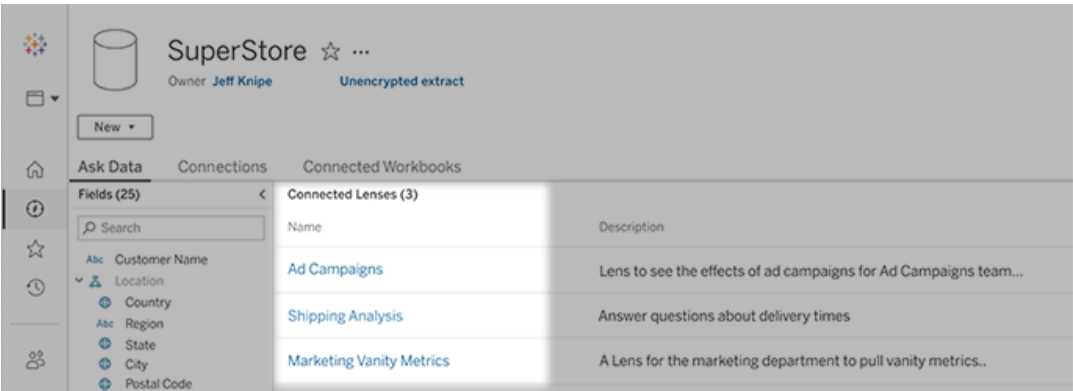 SuperStore ☆ ...
Owner Jeff Knipe Unencrypted extract
New
Ask Data Connections Connected Workbooks
Fields (25)
Search
Abc Customer Name
Location
Country
Abc Region
State
City
Postal Code
Connected Lenses (3)
Name Description
Ad Campaigns Lens to see the effects of ad campaigns for Ad Campaigns team...
Shipping Analysis Answer questions about delivery times
Marketing Vanity Metrics A Lens for the marketing department to pull vanity metrics..